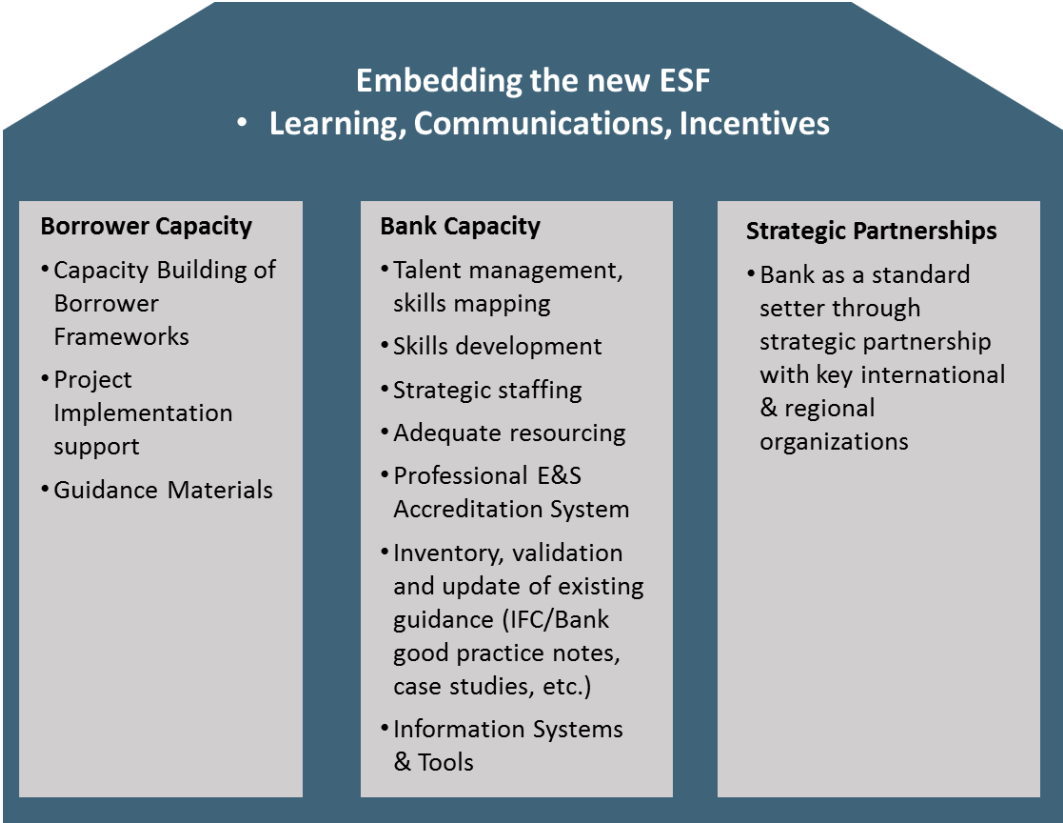 Embedding the new ESF
• Learning, Communications, Incentives
Borrower Capacity
• Capacity Building of
Borrower
Frameworks
• Project
Implementation
support
• Guidance Materials
Bank Capacity
• Talent management,
skills mapping
• Skills development
• Strategic staffing
• Adequate resourcing
• Professional E&S
Accreditation System
• Inventory, validation
and update of existing
guidance (IFC/Bank
good practice notes,
case studies, etc.)
• Information Systems
& Tools
Strategic Partnerships
• Bank as a standard
setter through
strategic partnership
with key international
& regional
organizations